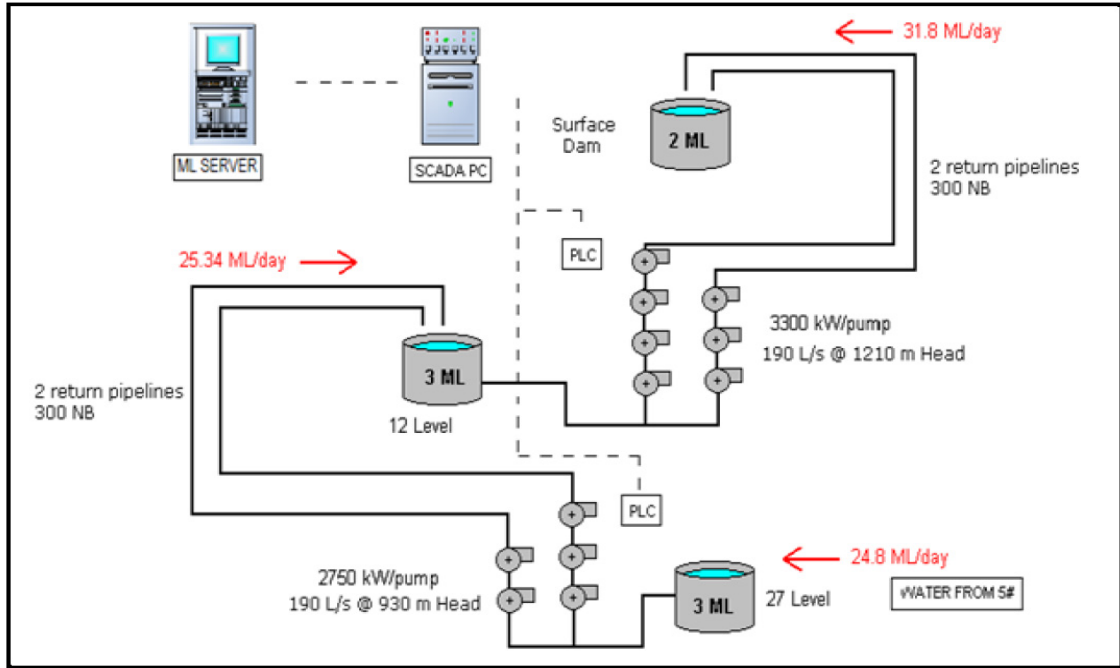 31.8 ML/day
Surface
Dam
2 ML
ML SERVER
SCADA PC
2 return pipelines
300 NB
PLC
25.34 ML/day
3300 kW/pump
190 L/s @ 1210 m Head
3 ML
2 return pipelines
300 NB
12 Level
PLC
24.8 ML/day
2750 kW/pump
190 L/s @ 930 m Head
3 ML
27 Level
WATER FROM 5#